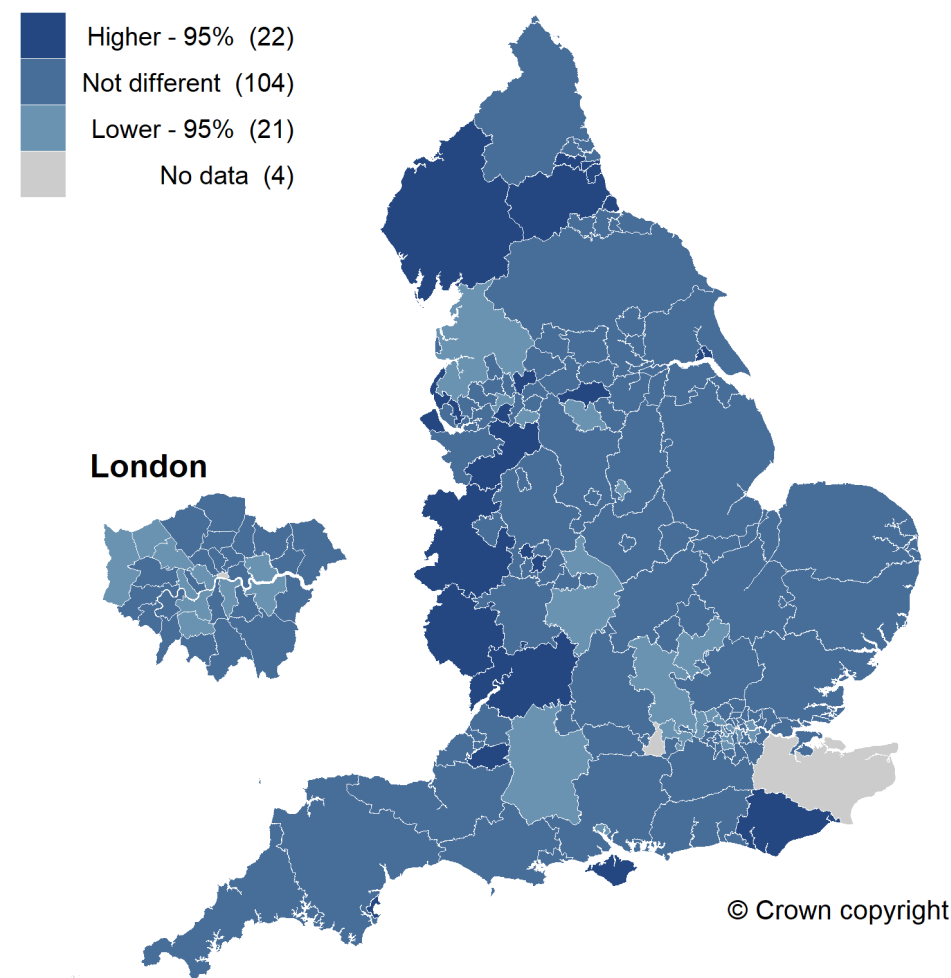 Higher - 95% (22)
Not different (104)
Lower - 95% (21)
No data (4)
London
© Crown copyright